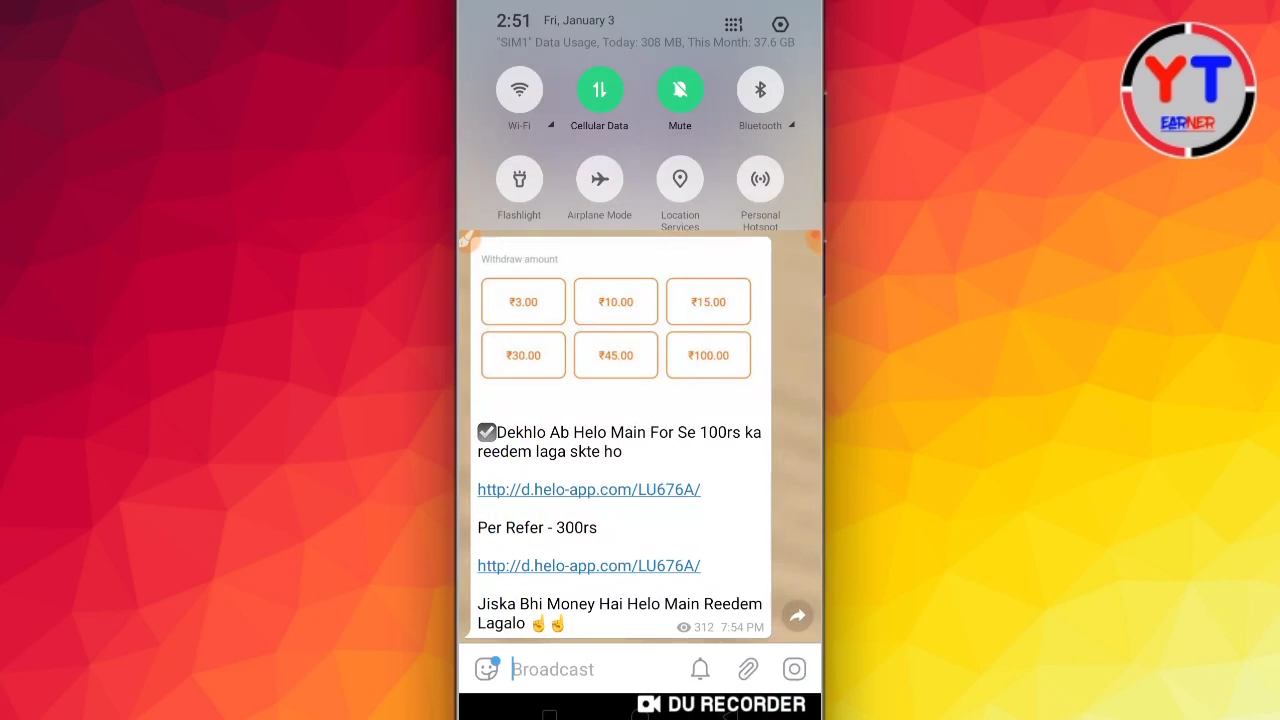 2:51 Fri, January 3
"SIM1" Data Usage, Today: 308 MB, This Month: 37.6 GB
Wi-Fi Cellular Data Mute Bluetooth
Flashlight Airplane Mode Location Services Personal Hotspot
YT
EARNER
Withdraw amount
₹3.00 ₹10.00 ₹15.00
₹30.00 ₹45.00 ₹100.00
✅Dekhlo Ab Helo Main For Se 100rs ka
reedem laga skte ho
http://d.helo-app.com/LU676A/
Per Refer - 300rs
http://d.helo-app.com/LU676A/
Jiska Bhi Money Hai Helo Main Reedem
Lagalo ☝☝ 312 7:54 PM
Broadcast
DU RECORDER